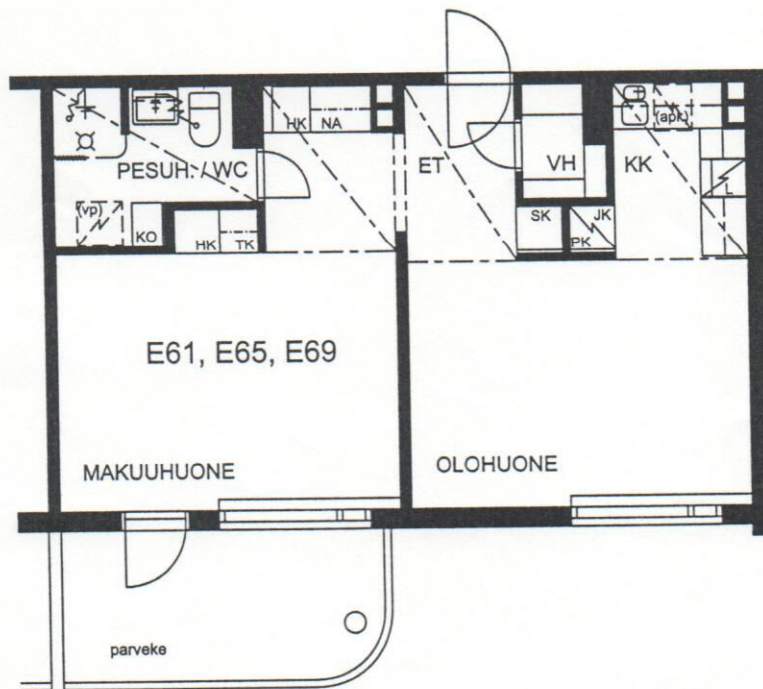 HK NA
(apk)
PESUH. / WC
ET
VH
KK
L
(vp)
KO
HK TK
SK
JK
PK
E61, E65, E69
MAKUUHUONE
OLOHUONE
parveke